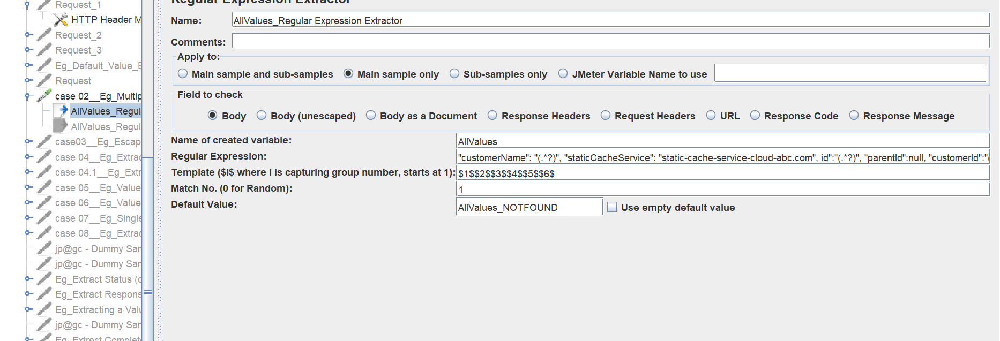 Request_1
HTTP Header M
Request_2
Request_3
Eg_Default_Value_E
Request
case 02__Eg_Multip
AllValues_Regul
AllValues_Regul
case03__Eg_Escap
case 04__Eg_Extrac
case 04.1__Eg_Extr
case 05__Eg_Value
case 06__Eg_Value
case 07__Eg_Single
case 08__Eg_Extrac
jp@gc - Dummy Sar
jp@gc - Dummy Sar
Eg_Extract Status (c
Eg_Extract Respons
Eg_Extracting a Valu
jp@gc - Dummy Sar
Eg_Extract Complet
Regular Expression Extractor
Name: AllValues_Regular Expression Extractor
Comments:
Apply to:
Main sample and sub-samples Main sample only Sub-samples only JMeter Variable Name to use
Field to check
Body Body (unescaped) Body as a Document Response Headers Request Headers URL Response Code Response Message
Name of created variable: AllValues
Regular Expression: "customerName": "(.*?)", "staticCacheService": "static-cache-service-cloud-abc.com", id":"(.*?)", "parentId":null, "customerId":"(
Template ($i$ where i is capturing group number, starts at 1): $1$$2$$3$$4$$5$$6$
Match No. (0 for Random): 1
Default Value: AllValues_NOTFOUND Use empty default value